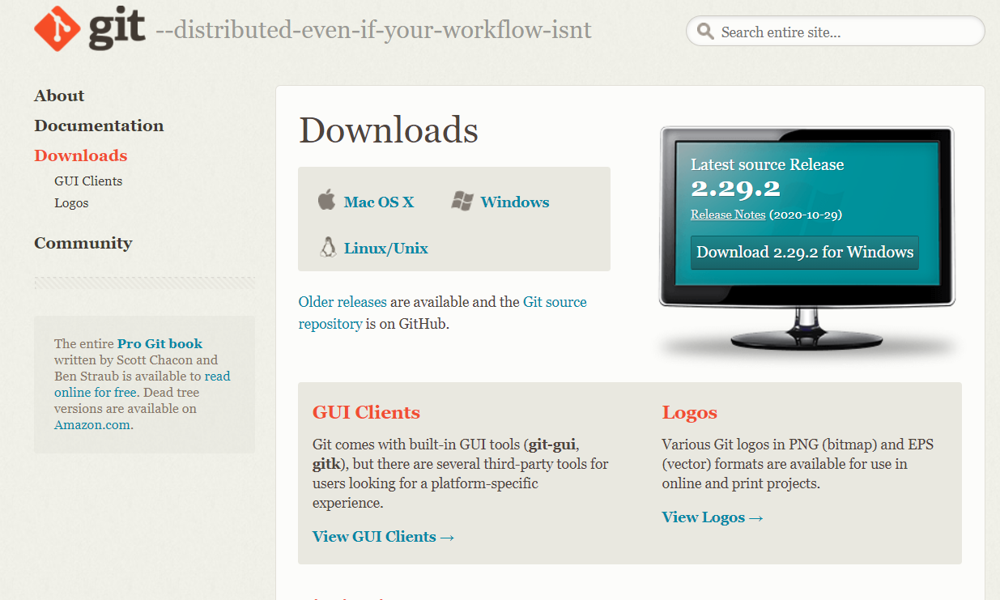 git --distributed-even-if-your-workflow-isnt
Search entire site...
About
Documentation
Downloads
GUI Clients
Logos
Community
The entire Pro Git book
written by Scott Chacon and
Ben Straub is available to read
online for free. Dead tree
versions are available on
Amazon.com.
Downloads
Mac OS X
Windows
Linux/Unix
Older releases are available and the Git source
repository is on GitHub.
Latest source Release
2.29.2
Release Notes (2020-10-29)
Download 2.29.2 for Windows
GUI Clients
Git comes with built-in GUI tools (git-gui,
gitk), but there are several third-party tools for
users looking for a platform-specific
experience.
View GUI Clients →
Logos
Various Git logos in PNG (bitmap) and EPS
(vector) formats are available for use in
online and print projects.
View Logos →